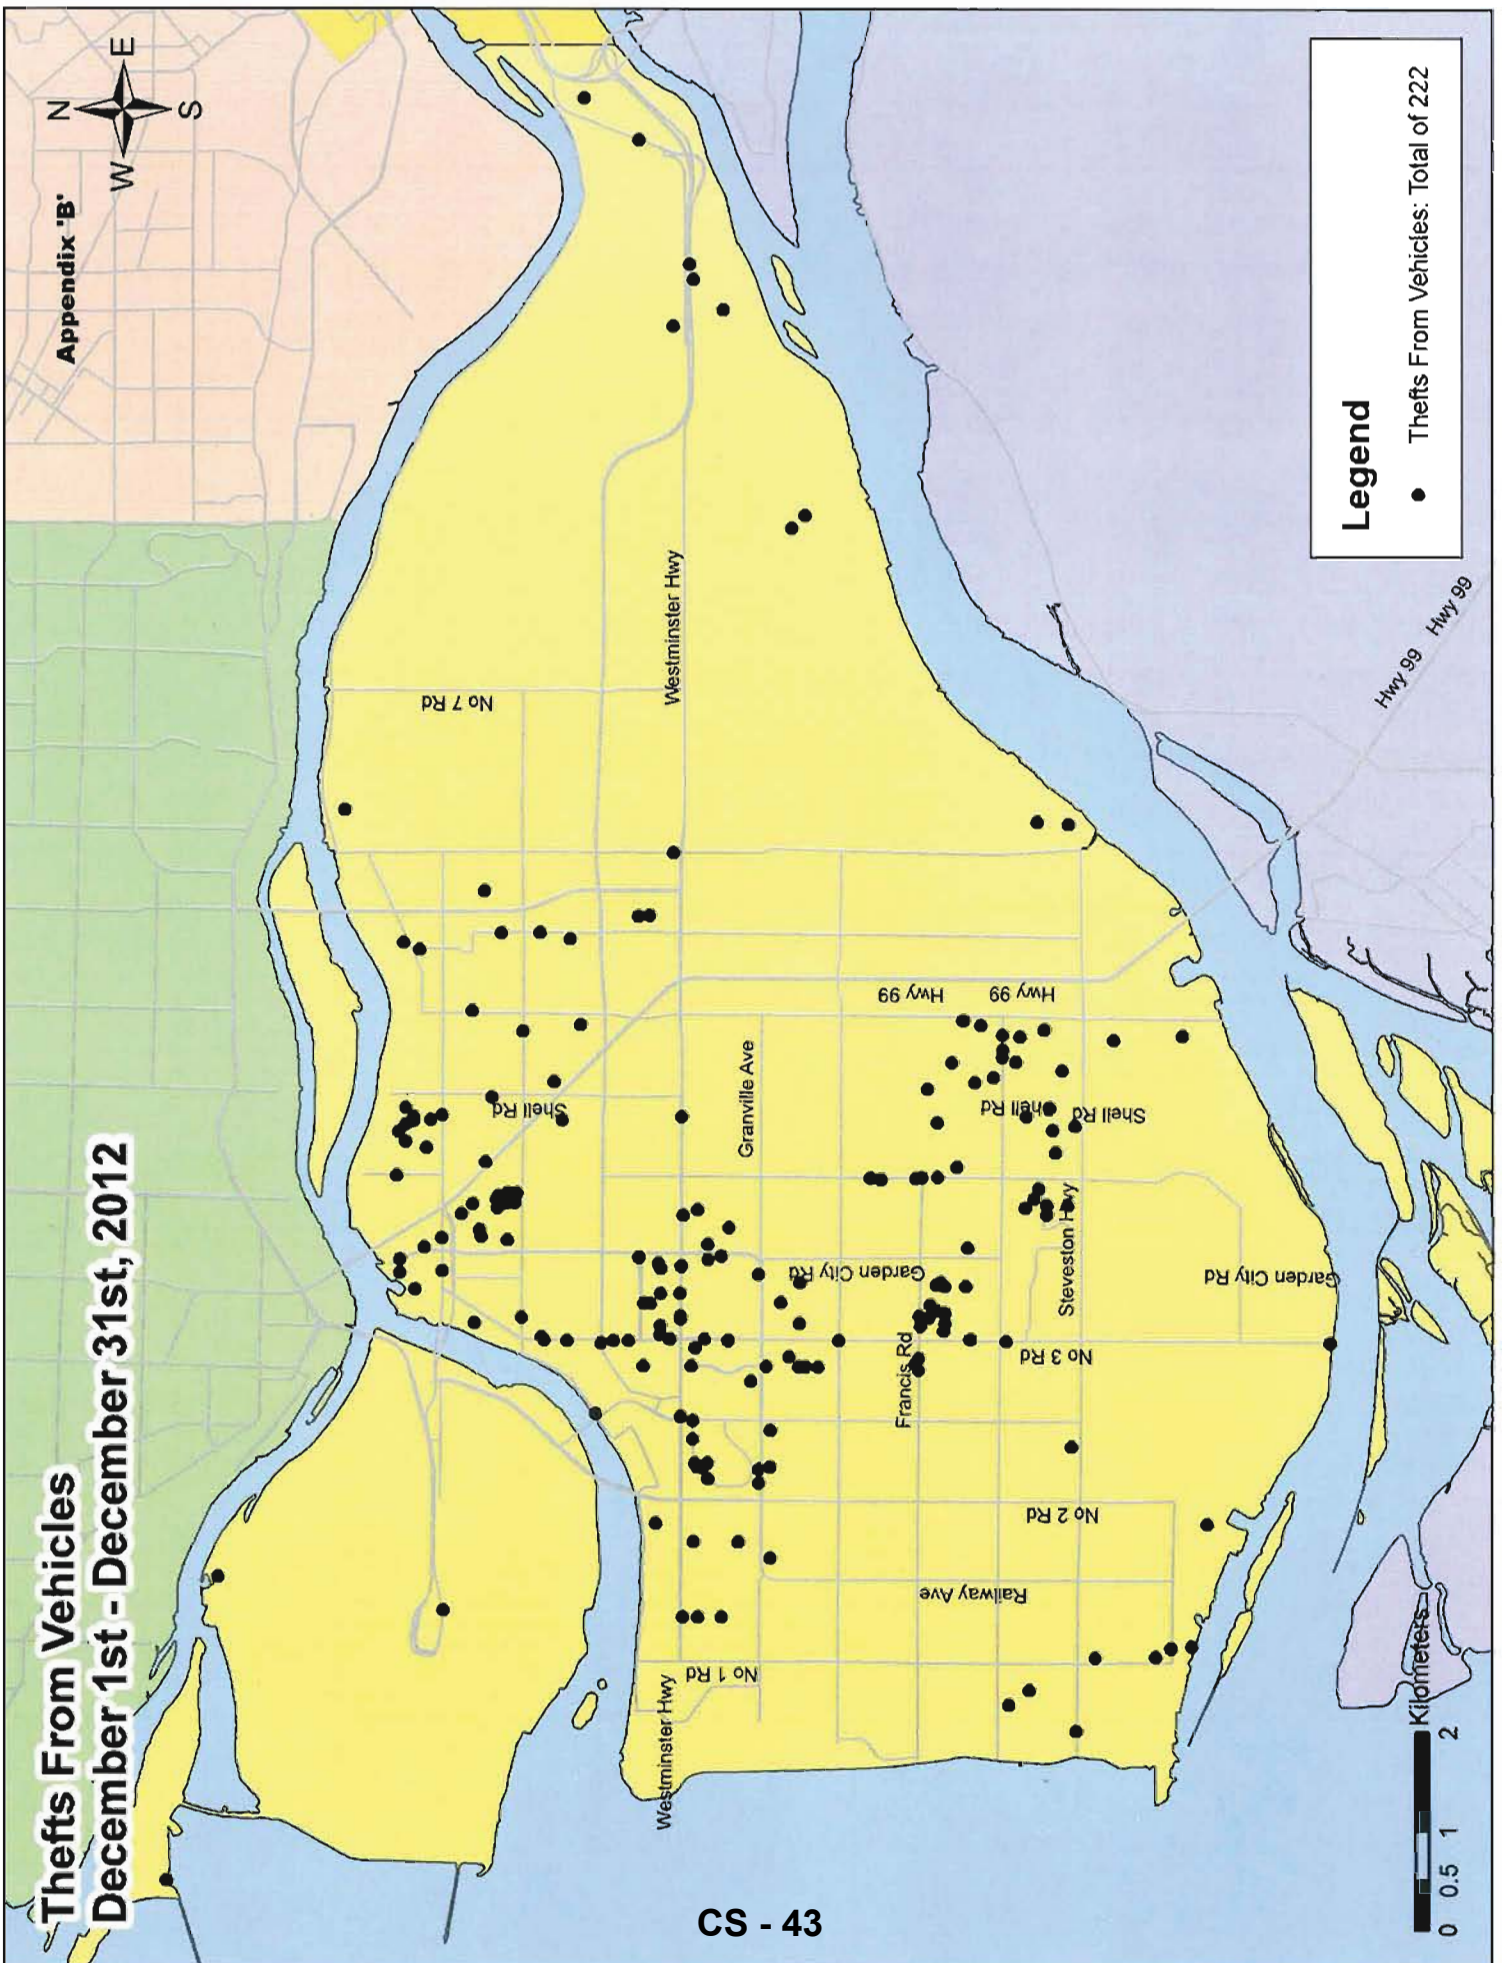 Thefts From Vehicles
December 1st - December 31st, 2012
Appendix 'B'
N
W
E
S
No 7 Rd
Westminster Hwy
Shell Rd
Granville Ave
Hwy 99
Hwy 99
Shell Rd
Shell Rd
Garden City Rd
Steveston Hwy
Garden City Rd
Francis Rd
No 3 Rd
No 2 Rd
Railway Ave
No 1 Rd
Westminster Hwy
Hwy 99
Hwy 99
Legend
Thefts From Vehicles: Total of 222
Kilometers
0 0.5 1 2
CS - 43